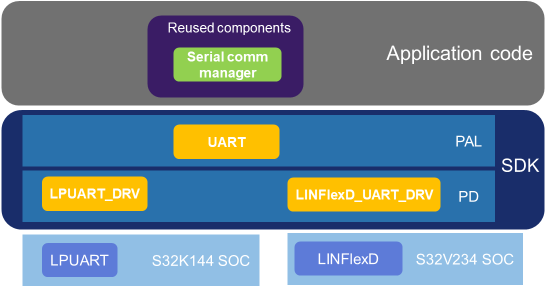 Reused components
Application code
Serial comm
manager
UART
PAL
SDK
LPUART_DRV
LINFlexD_UART_DRV
PD
LPUART
S32K144 SOC
LINFlexD
S32V234 SOC